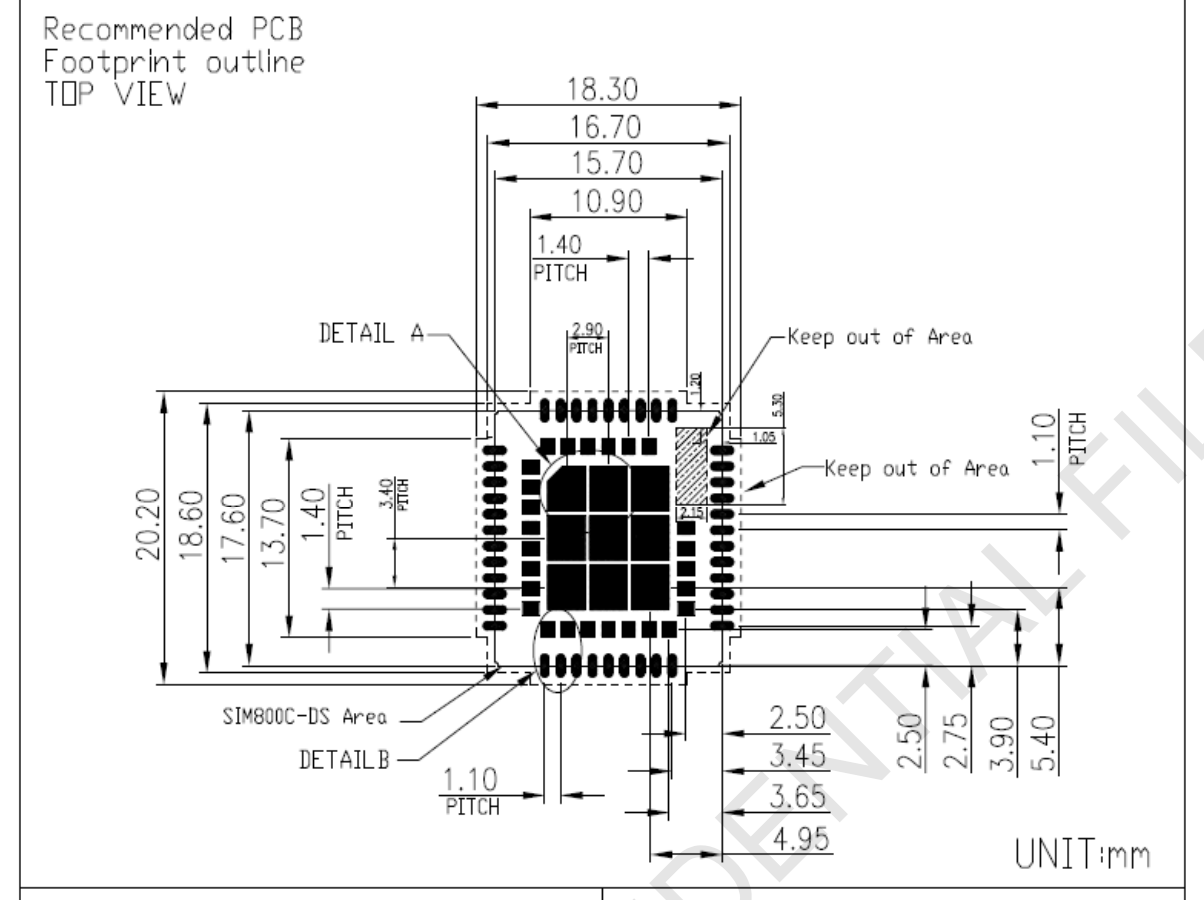 Recommended PCB
Footprint outline
TOP VIEW
18.30
16.70
15.70
10.90
1.40
PITCH
DETAIL A
2.90
PITCH
Keep out of Area
1.20
5.30
1.05
1.10
PITCH
Keep out of Area
2.15
20.20
18.60
17.60
13.70
1.40
PITCH
3.40
PITCH
SIM800C-DS Area
DETAILB
1.10
PITCH
2.50
3.45
3.65
4.95
2.50
2.75
3.90
5.40
UNIT:mm
DENTIAL FIL